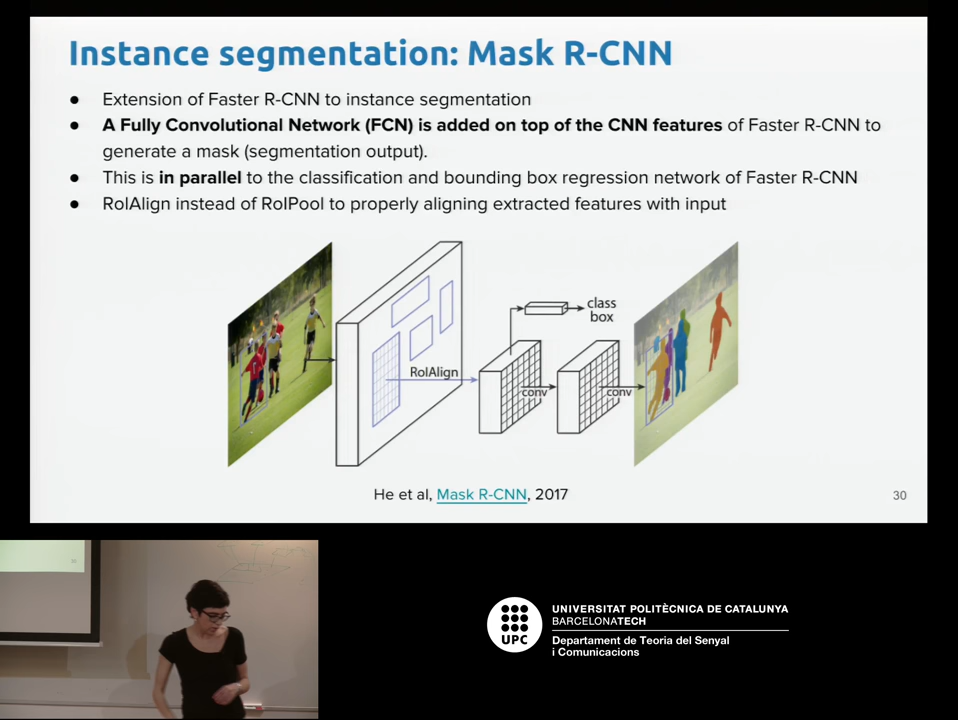 Instance segmentation: Mask R-CNN
● Extension of Faster R-CNN to instance segmentation
● A Fully Convolutional Network (FCN) is added on top of the CNN features of Faster R-CNN to
generate a mask (segmentation output).
● This is in parallel to the classification and bounding box regression network of Faster R-CNN
● RoIAlign instead of RoIPool to properly aligning extracted features with input
class
box
RoIAlign
conv
conv
He et al, Mask R-CNN, 2017
30
UPC
UNIVERSITAT POLITÈCNICA DE CATALUNYA
BARCELONATECH
Departament de Teoria del Senyal
i Comunicacions